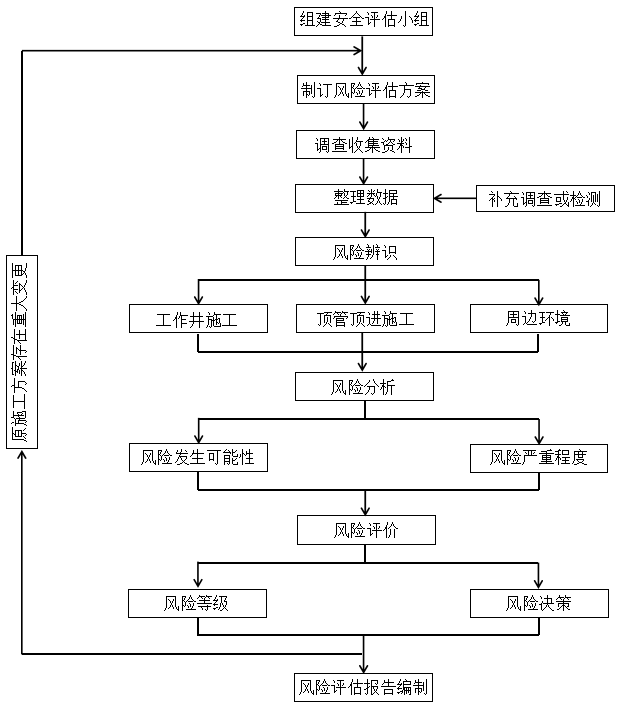 组建安全评估小组
制订风险评估方案
调查收集资料
整理数据
补充调查或检测
风险辨识
原施工方案存在重大变更
工作井施工
顶管顶进施工
周边环境
风险分析
风险发生可能性
风险严重程度
风险评价
风险等级
风险决策
风险评估报告编制